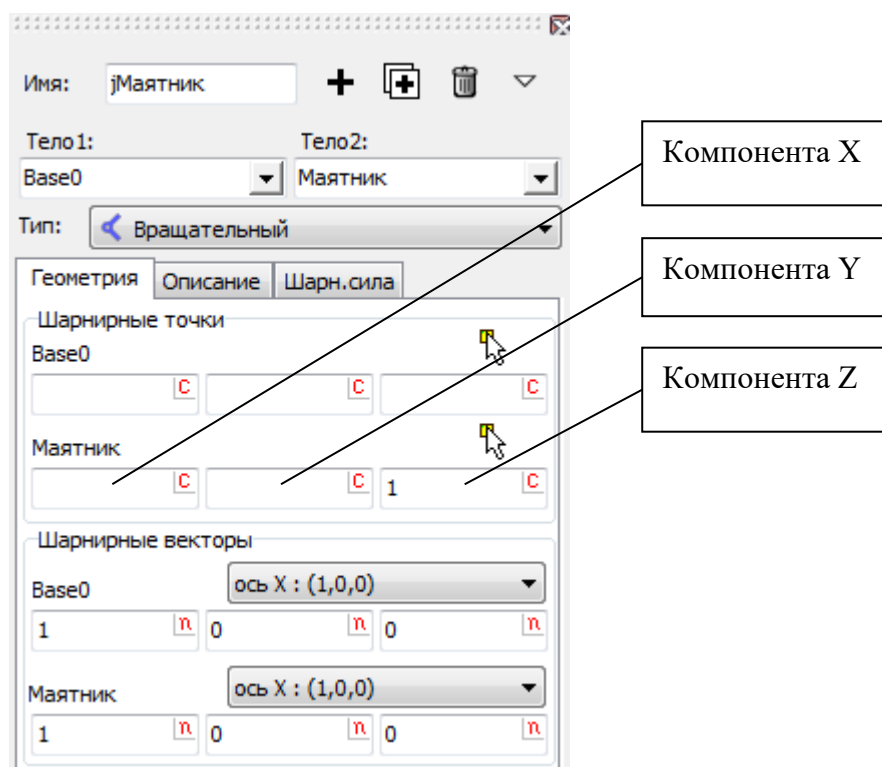 Имя: jМаятник
Тело1: Тело2:
Base0 Маятник
Тип: Вращательный
Геометрия Описание Шарн.сила
Шарнирные точки
Base0
C C C
Маятник
C C 1 C
Шарнирные векторы
Base0 ось X : (1,0,0)
1 n 0 n 0 n
Маятник ось X : (1,0,0)
1 n 0 n 0 n
Компонента X
Компонента Y
Компонента Z